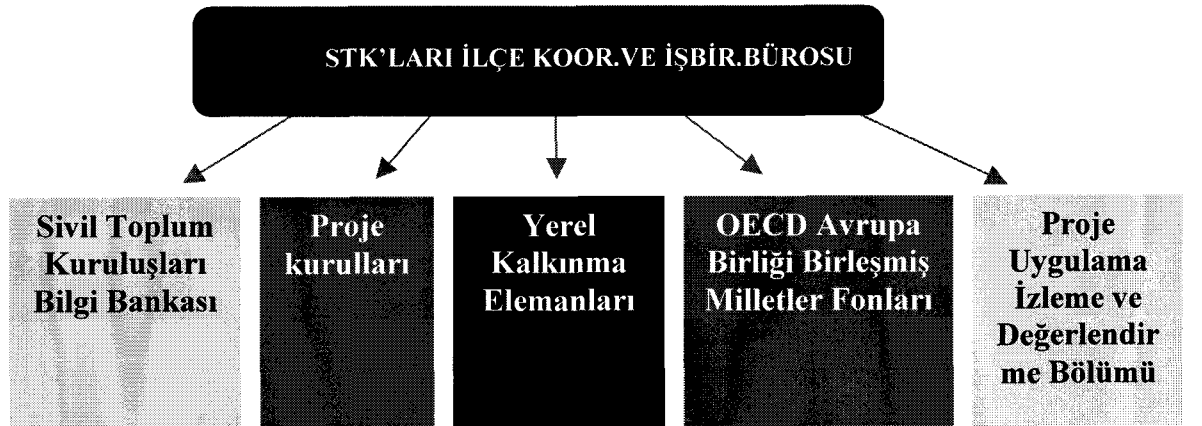 STK'LARI İLÇE KOOR.VE İŞBİR.BÜROSU
Sivil Toplum
Kuruluşları
Bilgi Bankası
Proje
kurulları
Yerel
Kalkınma
Elemanları
OECD Avrupa
Birliği Birleşmiş
Milletler Fonları
Proje
Uygulama
İzleme ve
Değerlendir
me Bölümü